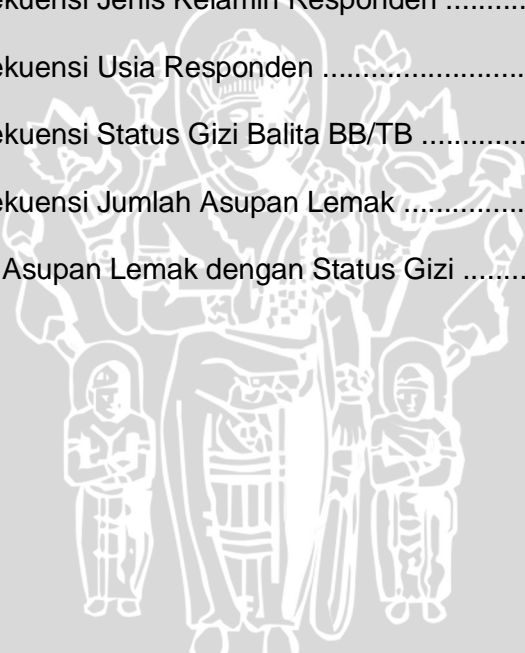 ekuensi Jenis Kelamin Responden ..........
ekuensi Usia Responden .......................
ekuensi Status Gizi Balita BB/TB .............
ekuensi Jumlah Asupan Lemak ...............
Asupan Lemak dengan Status Gizi ........